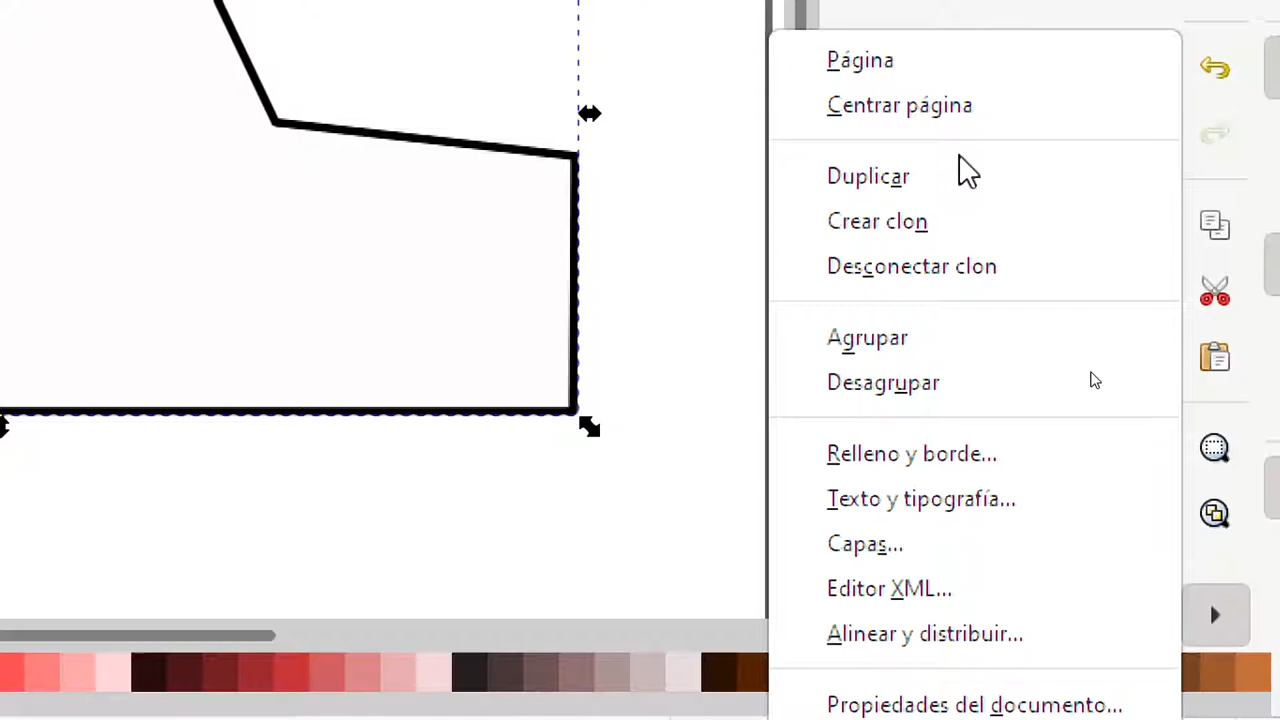 Página
Centrar página
Duplicar
Crear clon
Desconectar clon
Agrupar
Desagrupar
Relleno y borde...
Texto y tipografía...
Capas...
Editor XML...
Alinear y distribuir...
Propiedades del documento...